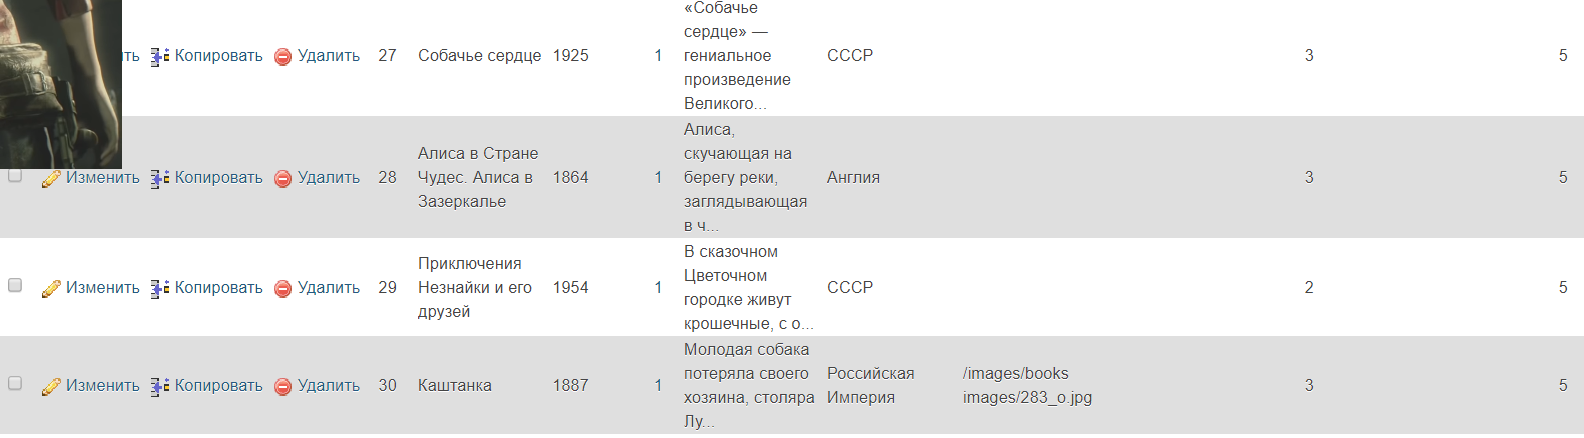 «Собачье
сердце» —
гениальное
произведение
Великого...
ть Копировать Удалить 27 Собачье сердце 1925 1 СССР 3 5
Алиса,
скучающая на
берегу реки,
заглядывающая
в ч...
Алиса в Стране
Чудес. Алиса в
Зазеркалье
Изменить Копировать Удалить 28 1864 1 Англия 3 5
В сказочном
Цветочном
городке живут
крошечные, с о...
Приключения
Незнайки и его
друзей
Изменить Копировать Удалить 29 1954 1 СССР 2 5
Молодая собака
потеряла своего
хозяина, столяра
Лу...
Изменить Копировать Удалить 30 Каштанка 1887 1
Российская
Империя
/images/books
images/283_o.jpg
3 5